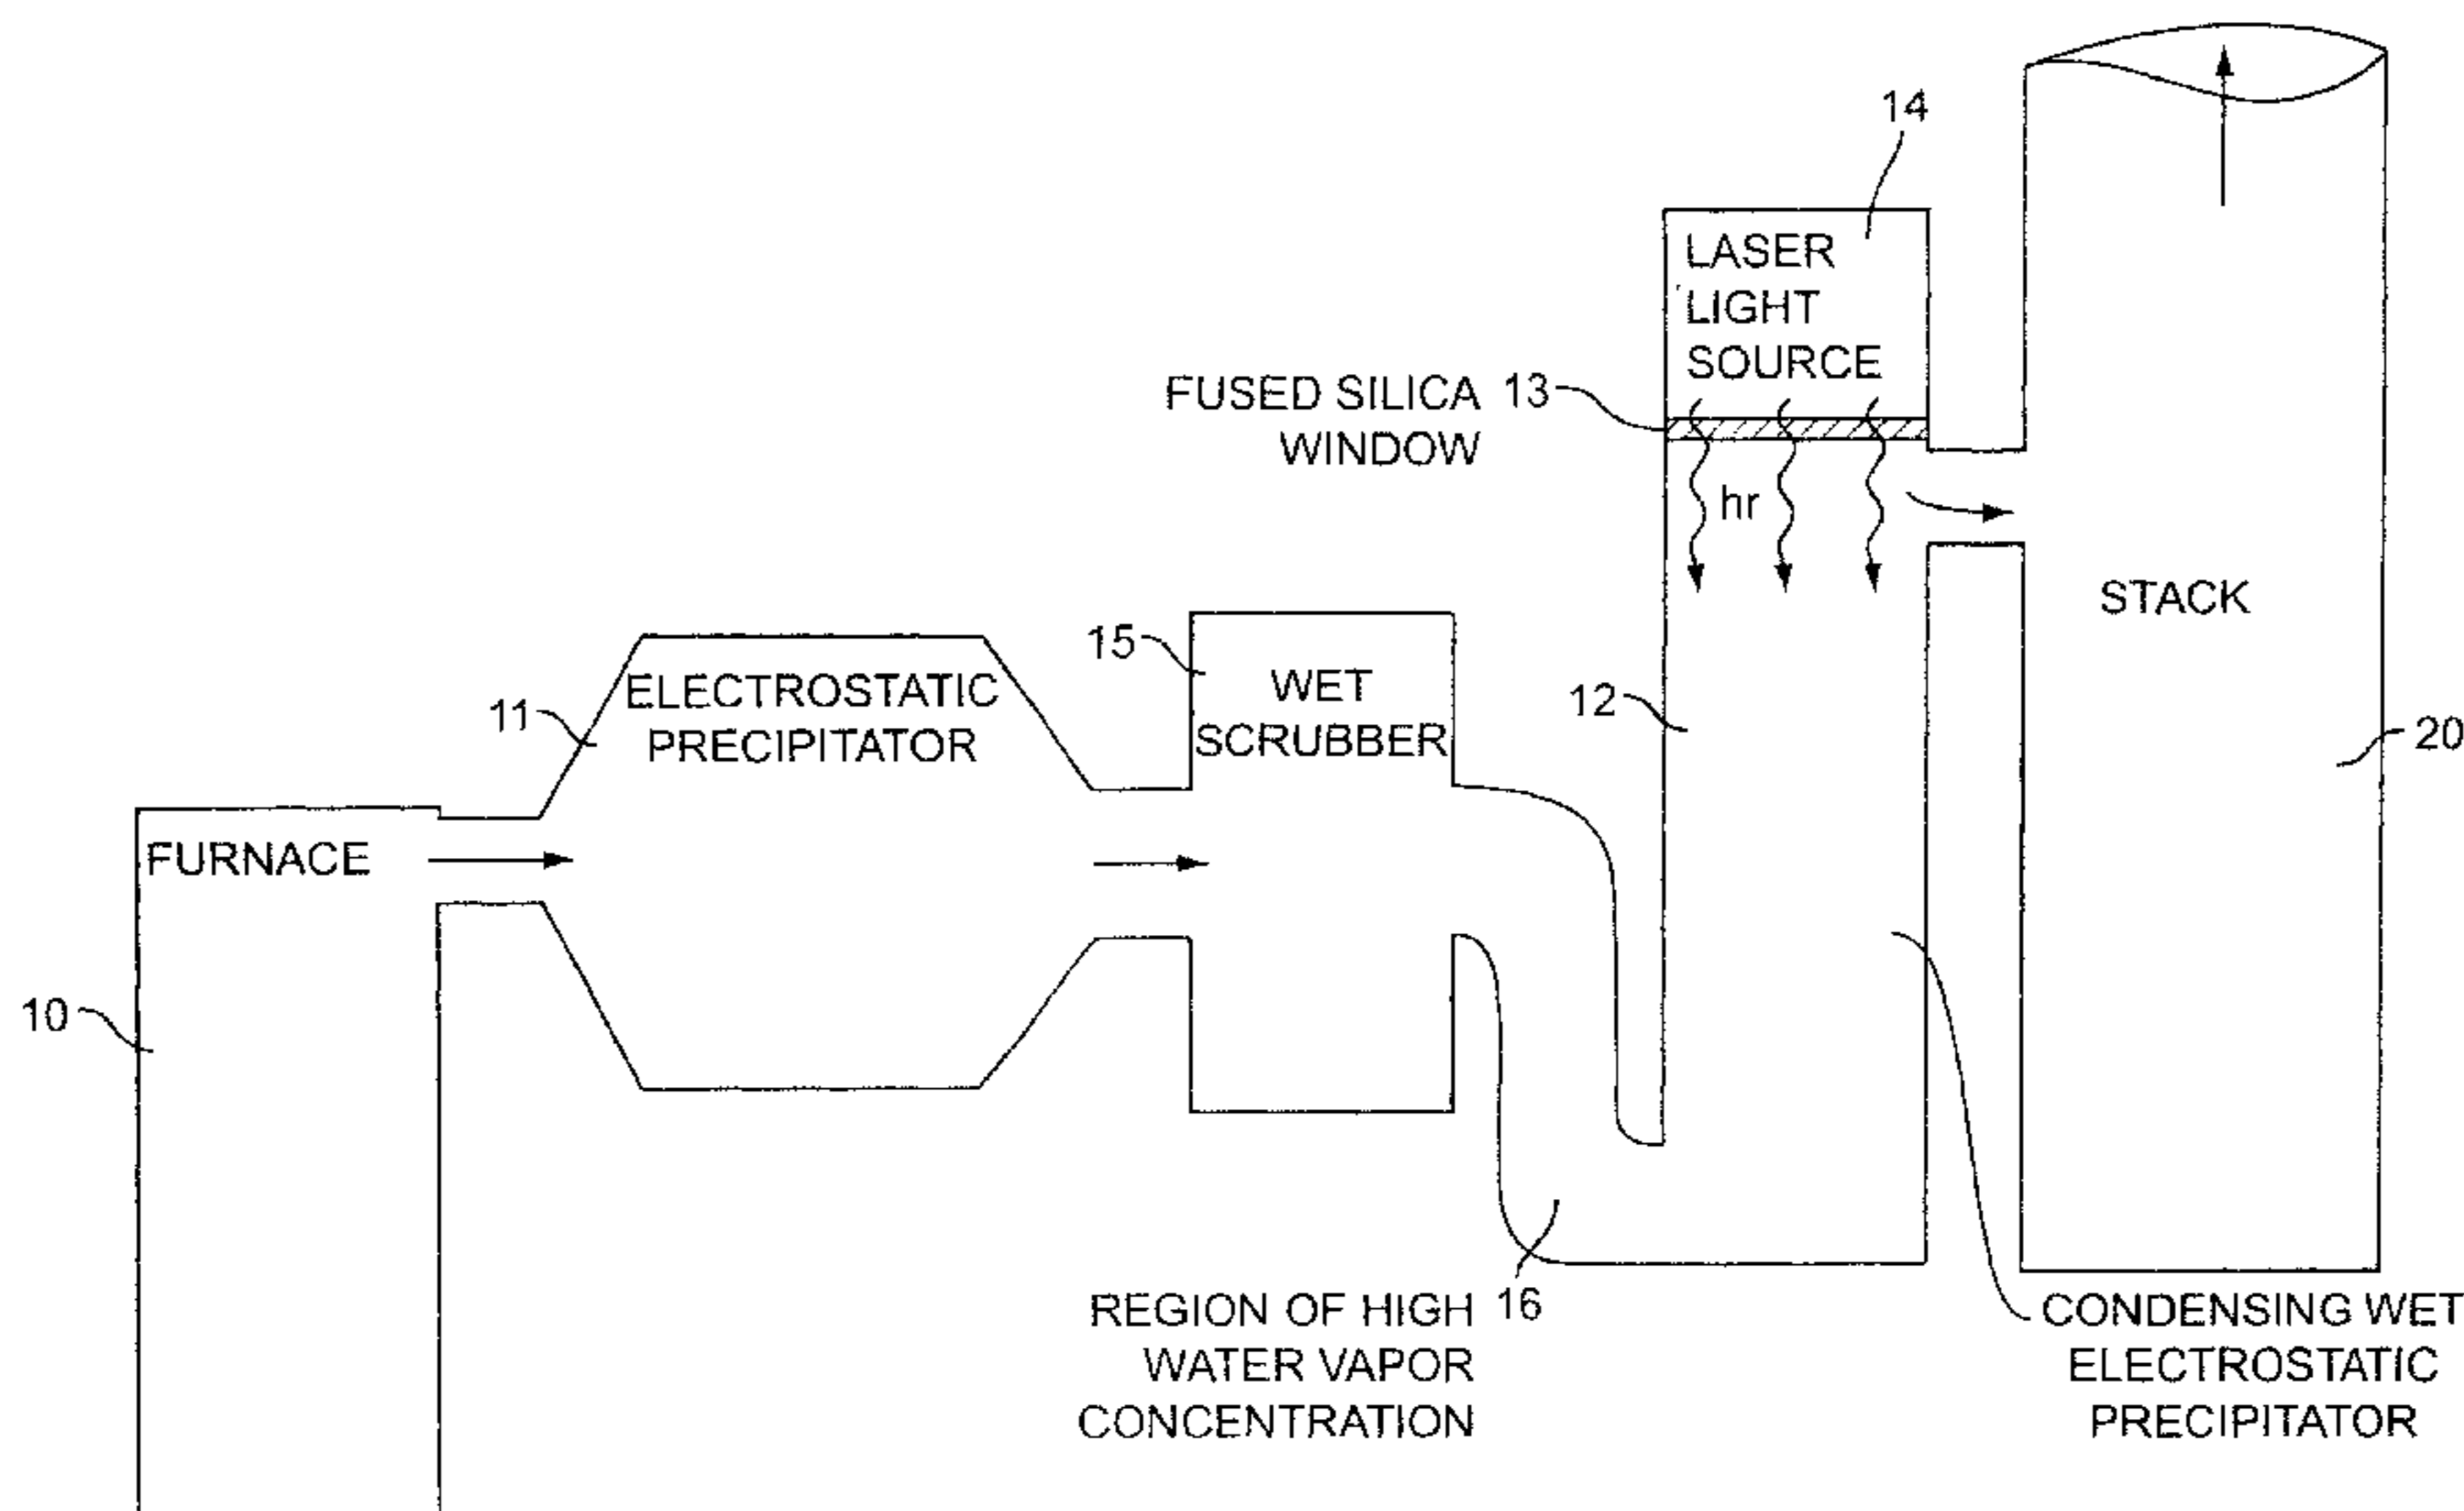 14
LASER
LIGHT
SOURCE
FUSED SILICA
WINDOW
13
hr
STACK
15
WET
SCRUBBER
11
ELECTROSTATIC
PRECIPITATOR
12
20
FURNACE
10
REGION OF HIGH
WATER VAPOR
CONCENTRATION
16
CONDENSING WET
ELECTROSTATIC
PRECIPITATOR